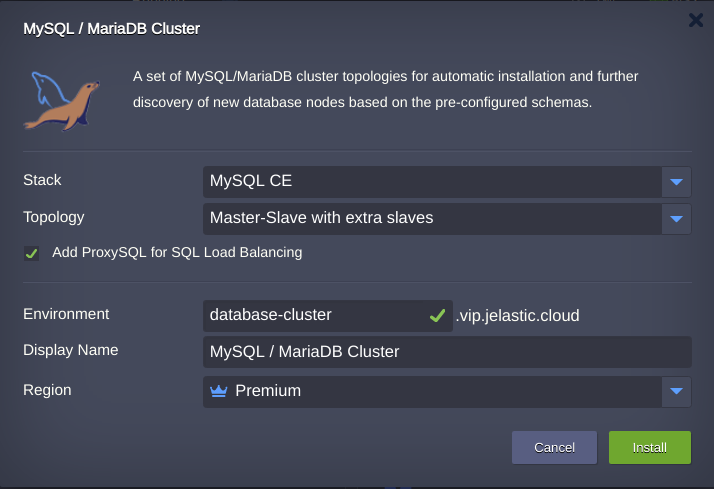 MySQL / MariaDB Cluster
A set of MySQL/MariaDB cluster topologies for automatic installation and further
discovery of new database nodes based on the pre-configured schemas.
Stack MySQL CE
Topology Master-Slave with extra slaves
Add ProxySQL for SQL Load Balancing
Environment database-cluster .vip.jelastic.cloud
Display Name MySQL / MariaDB Cluster
Region Premium
Cancel Install